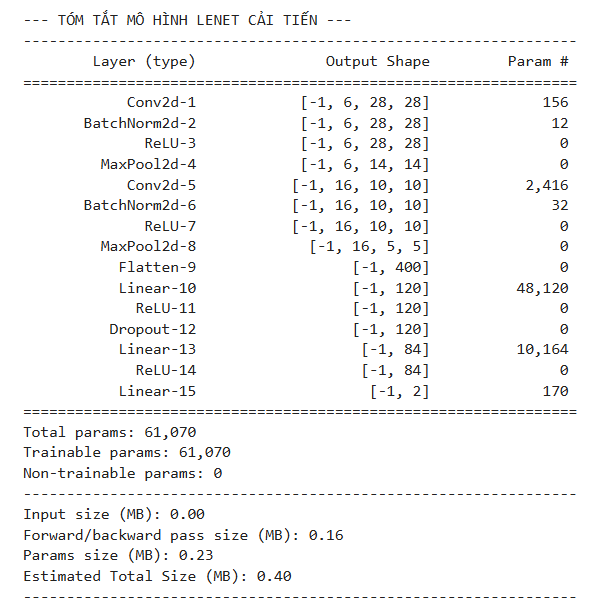 --- TÓM TẮT MÔ HÌNH LENET CẢI TIẾN ---
----------------------------------------------------------------
Layer (type) Output Shape Param #
================================================================
Conv2d-1 [-1, 6, 28, 28] 156
BatchNorm2d-2 [-1, 6, 28, 28] 12
ReLU-3 [-1, 6, 28, 28] 0
MaxPool2d-4 [-1, 6, 14, 14] 0
Conv2d-5 [-1, 16, 10, 10] 2,416
BatchNorm2d-6 [-1, 16, 10, 10] 32
ReLU-7 [-1, 16, 10, 10] 0
MaxPool2d-8 [-1, 16, 5, 5] 0
Flatten-9 [-1, 400] 0
Linear-10 [-1, 120] 48,120
ReLU-11 [-1, 120] 0
Dropout-12 [-1, 120] 0
Linear-13 [-1, 84] 10,164
ReLU-14 [-1, 84] 0
Linear-15 [-1, 2] 170
================================================================
Total params: 61,070
Trainable params: 61,070
Non-trainable params: 0
----------------------------------------------------------------
Input size (MB): 0.00
Forward/backward pass size (MB): 0.16
Params size (MB): 0.23
Estimated Total Size (MB): 0.40
----------------------------------------------------------------